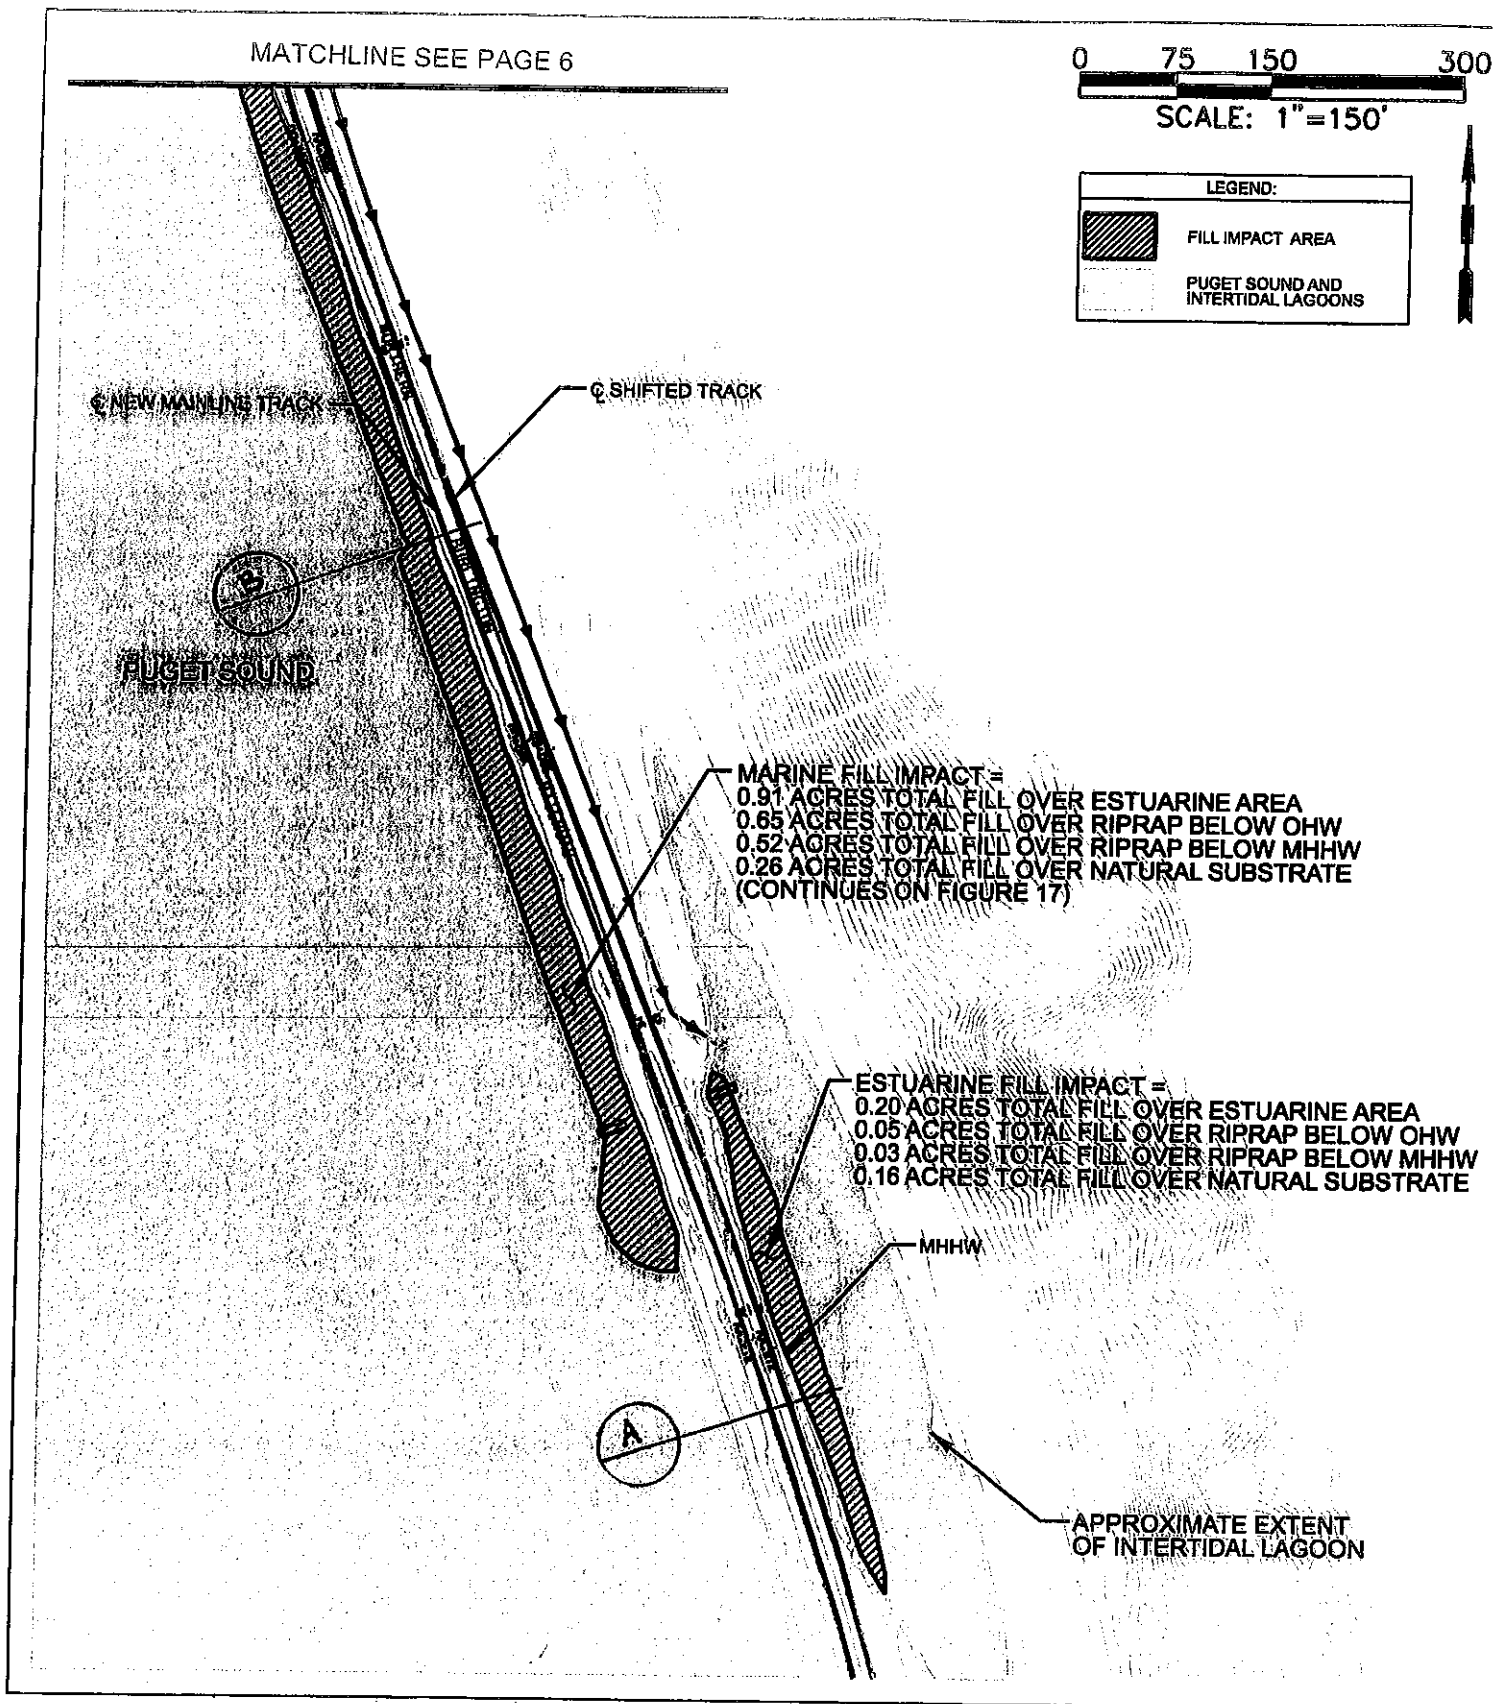 MATCHLINE SEE PAGE 6
0 75 150 300
SCALE: 1"=150'
LEGEND:
FILL IMPACT AREA
PUGET SOUND AND
INTERTIDAL LAGOONS
℄ NEW MAINLINE TRACK
℄ SHIFTED TRACK
B
PUGET SOUND
MARINE FILL IMPACT =
0.91 ACRES TOTAL FILL OVER ESTUARINE AREA
0.65 ACRES TOTAL FILL OVER RIPRAP BELOW OHW
0.52 ACRES TOTAL FILL OVER RIPRAP BELOW MHHW
0.26 ACRES TOTAL FILL OVER NATURAL SUBSTRATE
(CONTINUES ON FIGURE 17)
ESTUARINE FILL IMPACT =
0.20 ACRES TOTAL FILL OVER ESTUARINE AREA
0.05 ACRES TOTAL FILL OVER RIPRAP BELOW OHW
0.03 ACRES TOTAL FILL OVER RIPRAP BELOW MHHW
0.16 ACRES TOTAL FILL OVER NATURAL SUBSTRATE
MHHW
A
APPROXIMATE EXTENT
OF INTERTIDAL LAGOON